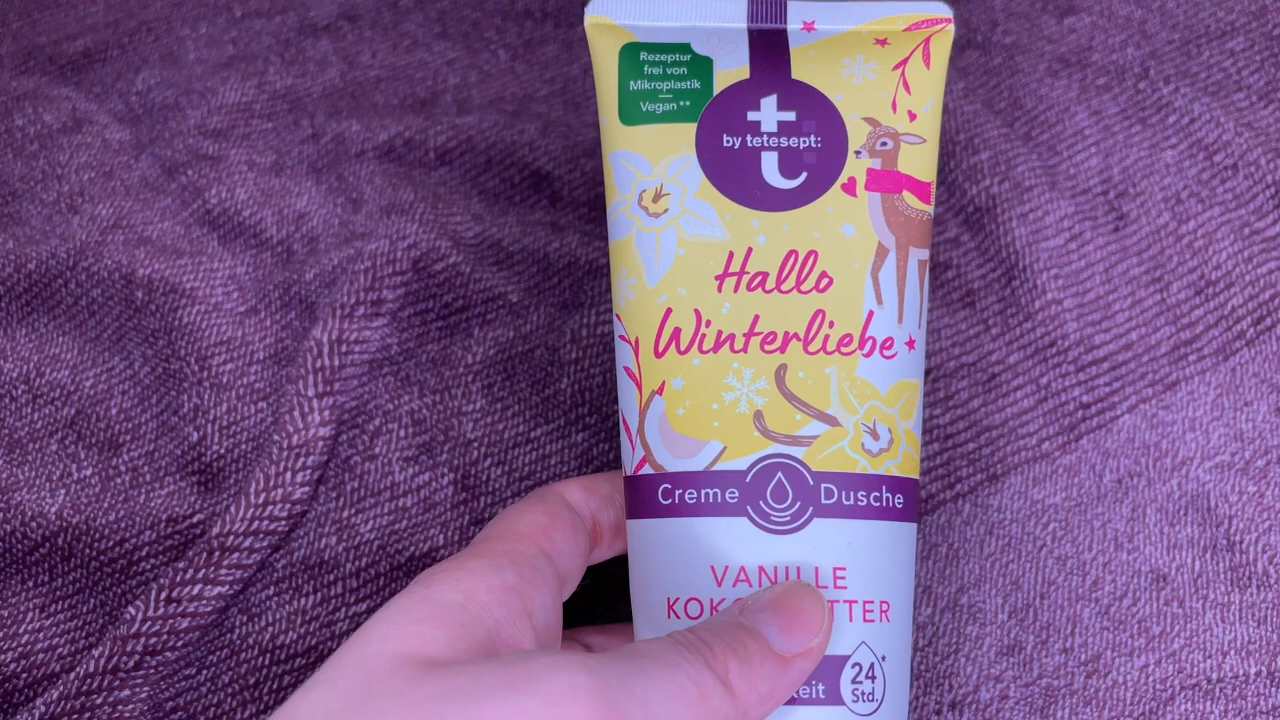 Rezeptur
frei von
Mikroplastik
Vegan**
t
by tetesept:
Hallo
Winterliebe
Creme Dusche
VANILLE
24
Std.*